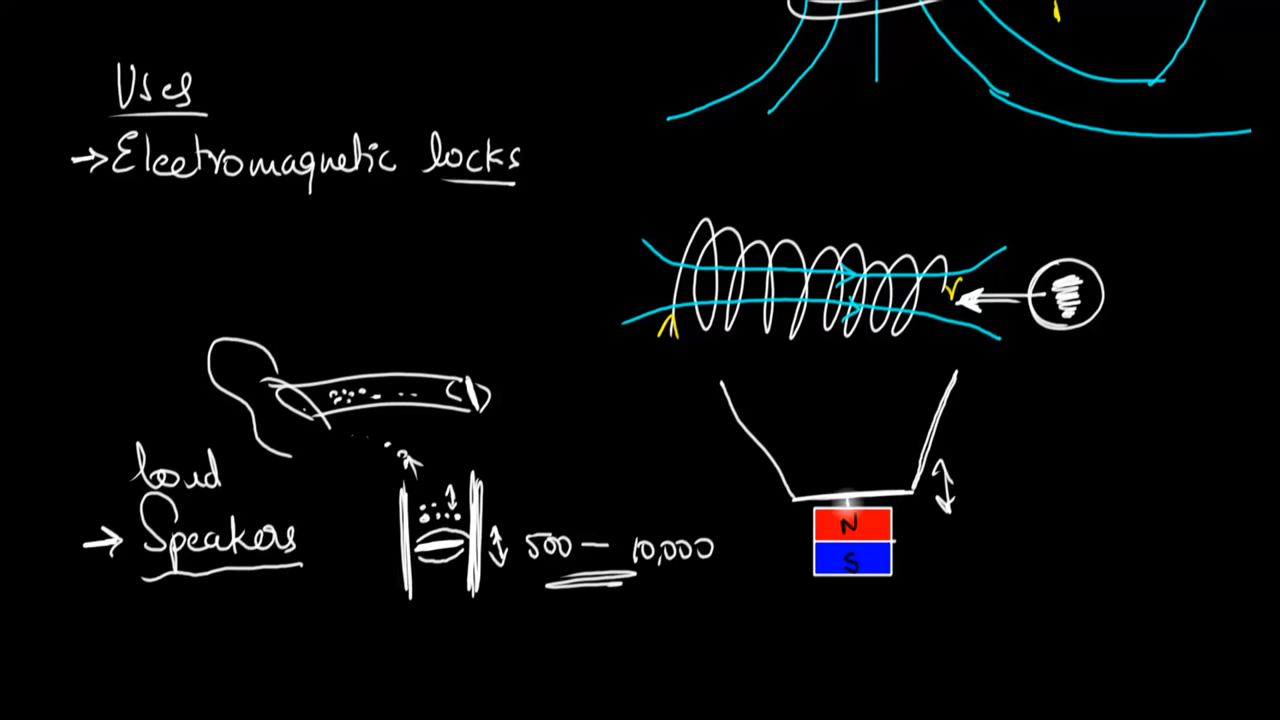 Uses
→Electromagnetic locks
loud
→ Speakers
500 — 10,000
N
S